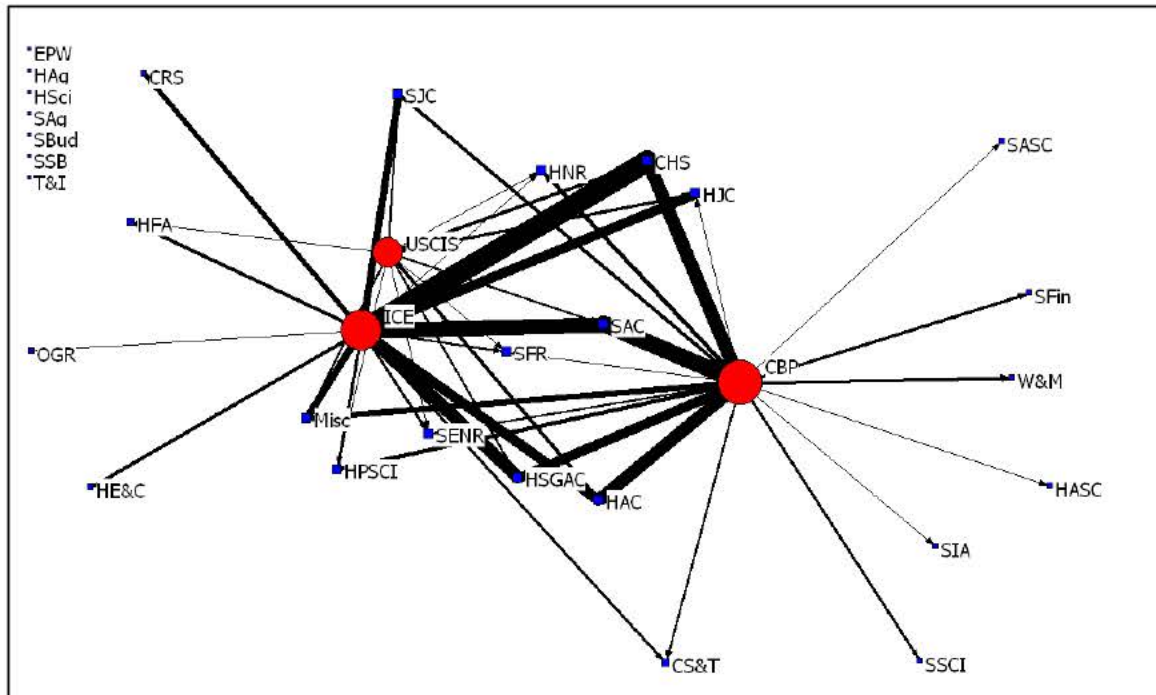 EPW
HAg
HSci
SAg
SBud
SSB
T&I
CRS
SJC
SASC
CHS
HNR
HJC
HFA
USCIS
SFin
ICE
SAC
OGR
SFR
CBP
W&M
Misc
SENR
HPSCI
HSGAC
HE&C
HASC
HAC
SIA
CS&T
SSCI